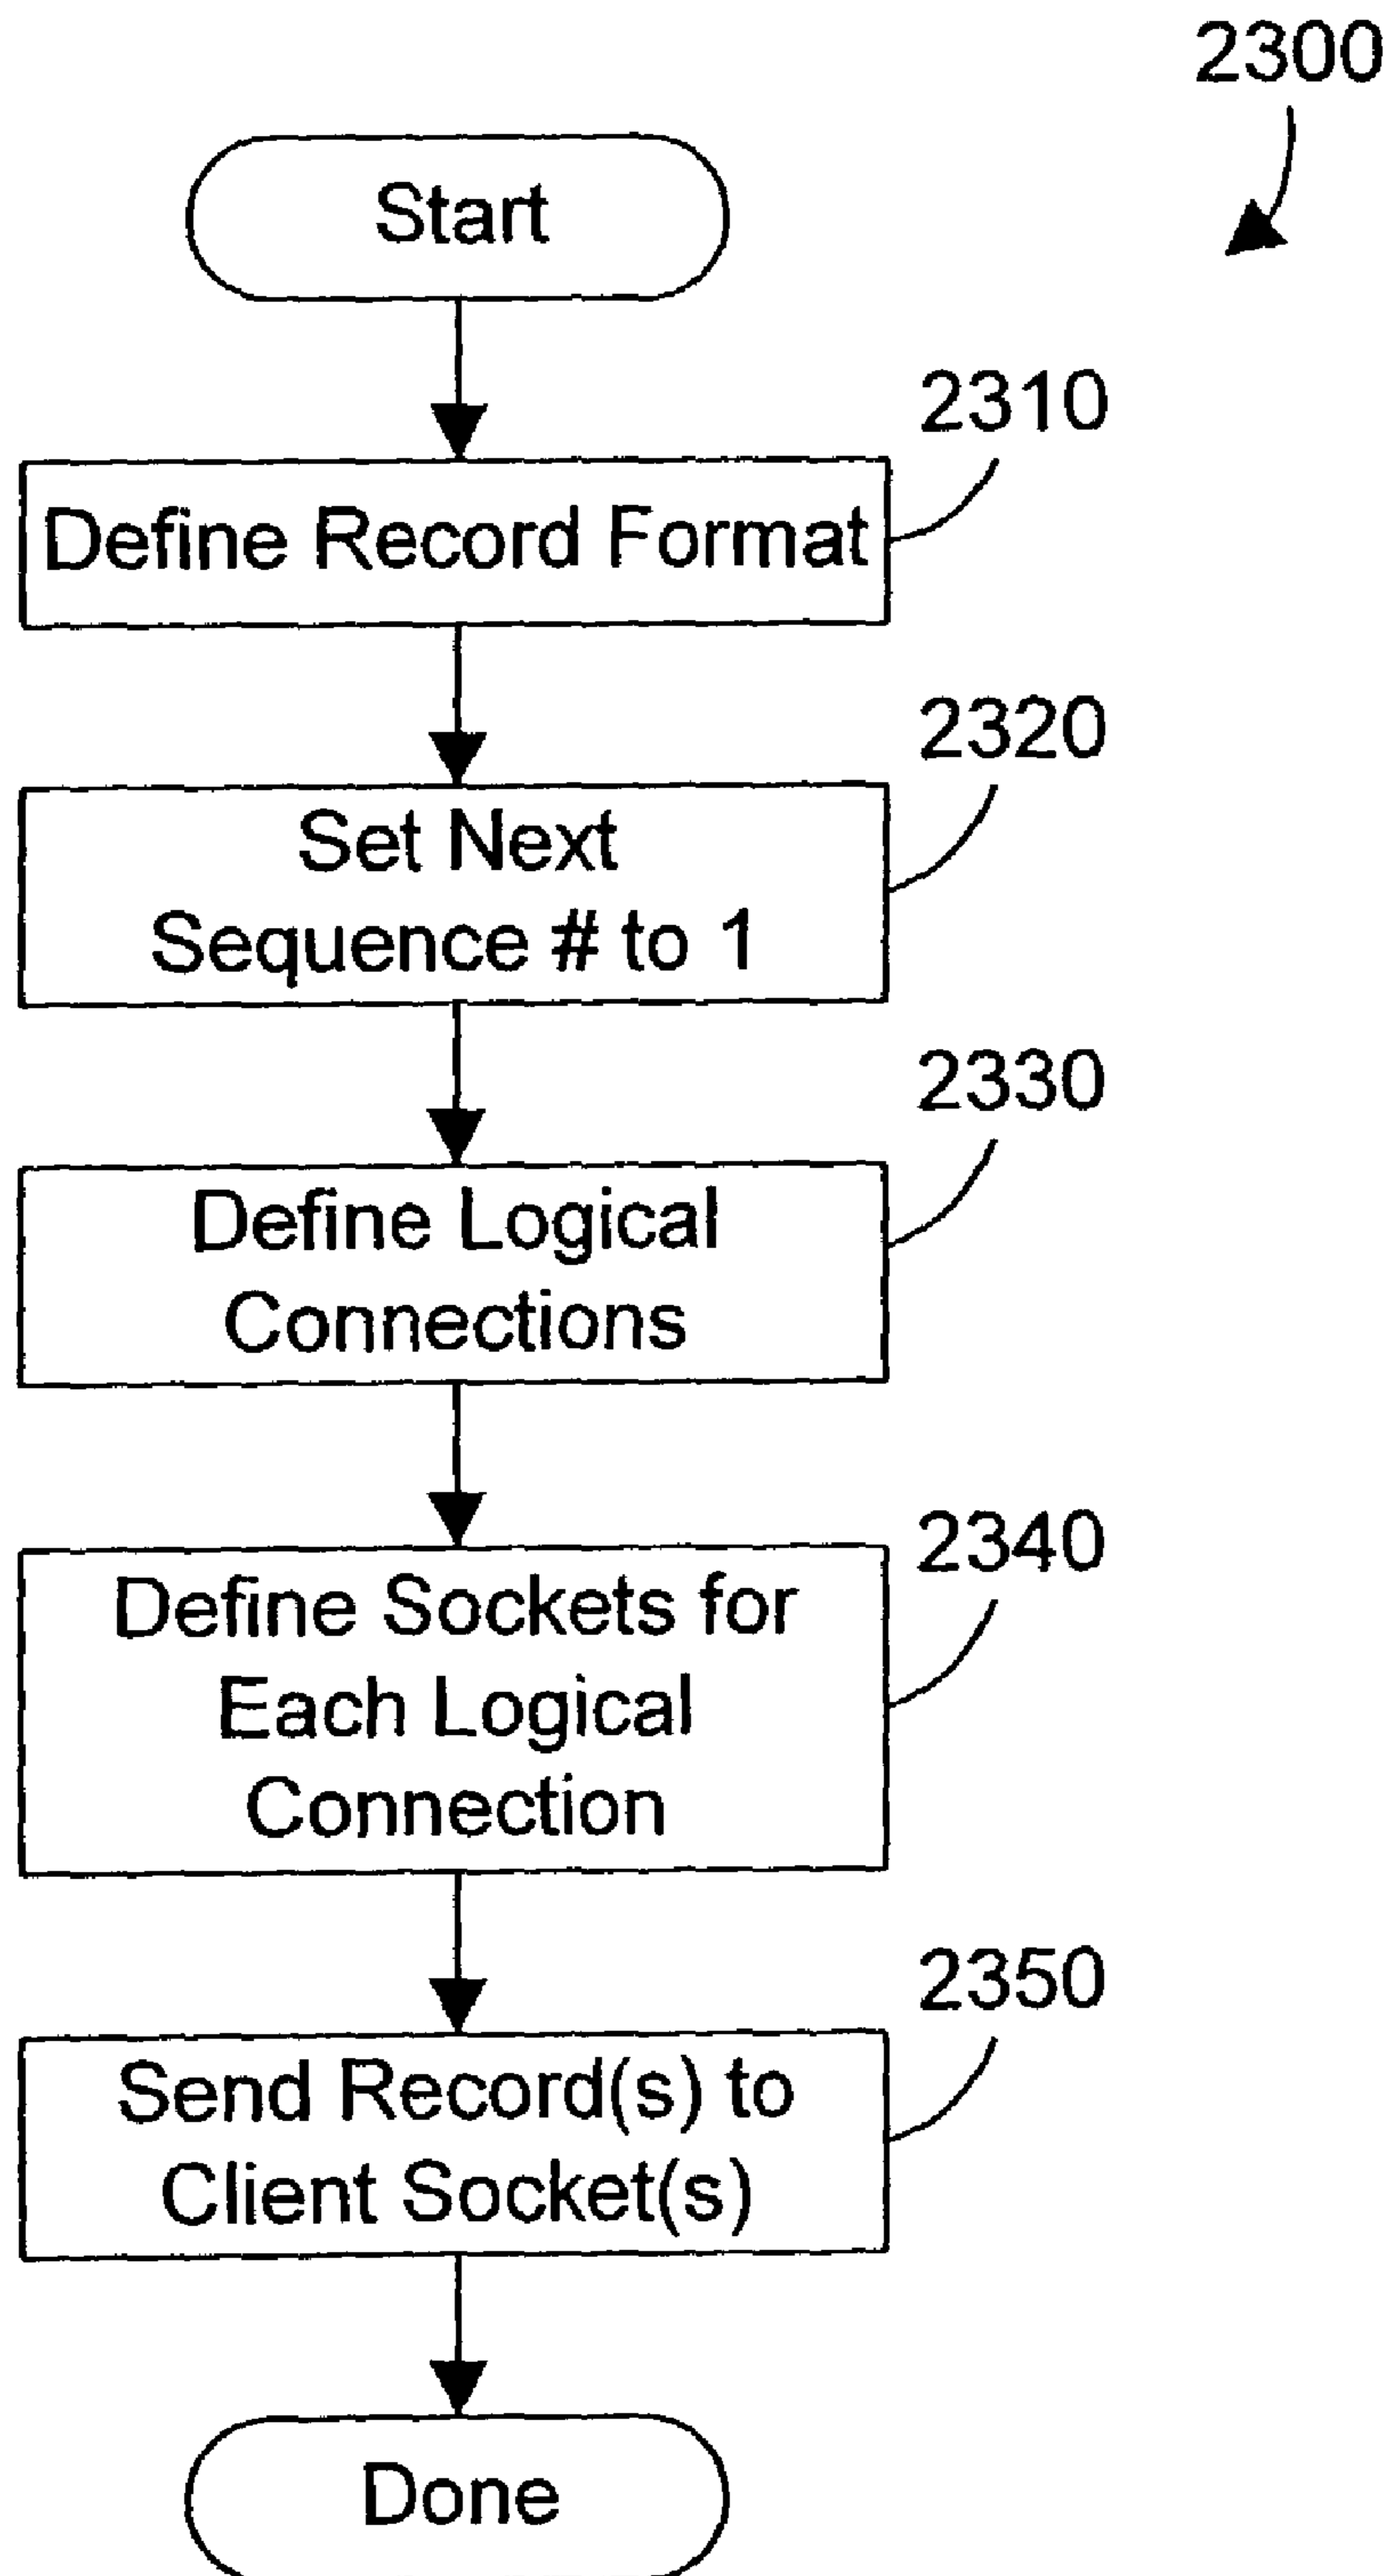 2300
Start
2310
Define Record Format
2320
Set Next
Sequence # to 1
2330
Define Logical
Connections
2340
Define Sockets for
Each Logical
Connection
2350
Send Record(s) to
Client Socket(s)
Done